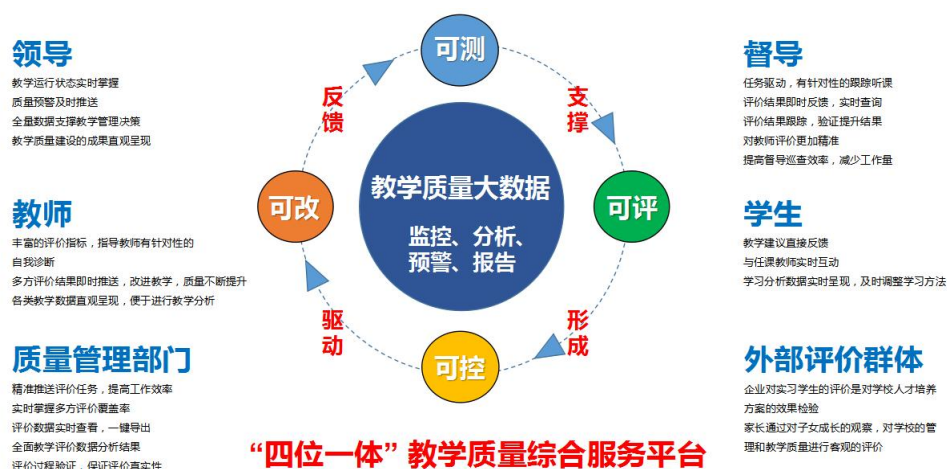 领导
教学运行状态实时掌握
质量预警及时推送
全量数据支撑教学管理决策
教学质量建设的成果直观呈现
教师
丰富的评价指标，指导教师有针对性的
自我诊断
多方评价结果即时推送，改进教学，质量不断提升
各类教学数据直观呈现，便于进行教学分析
质量管理部门
精准推送评价任务，提高工作效率
实时掌握多方评价覆盖率
评价数据实时查看，一键导出
全面教学评价数据分析结果
评价过程验证，保证评价真实性
可测
支撑
可评
形成
可控
驱动
可改
反馈
教学质量大数据
监控、分析、
预警、报告
“四位一体” 教学质量综合服务平台
督导
任务驱动，有针对性的跟踪听课
评价结果即时反馈，实时查询
评价结果跟踪，验证提升结果
对教师评价更加精准
提高督导巡查效率，减少工作量
学生
教学建议直接反馈
与任课教师实时互动
学习分析数据实时呈现，及时调整学习方法
外部评价群体
企业对实习学生的评价是对学校人才培养
方案的效果检验
家长通过对子女成长的观察，对学校的管
理和教学质量进行客观的评价